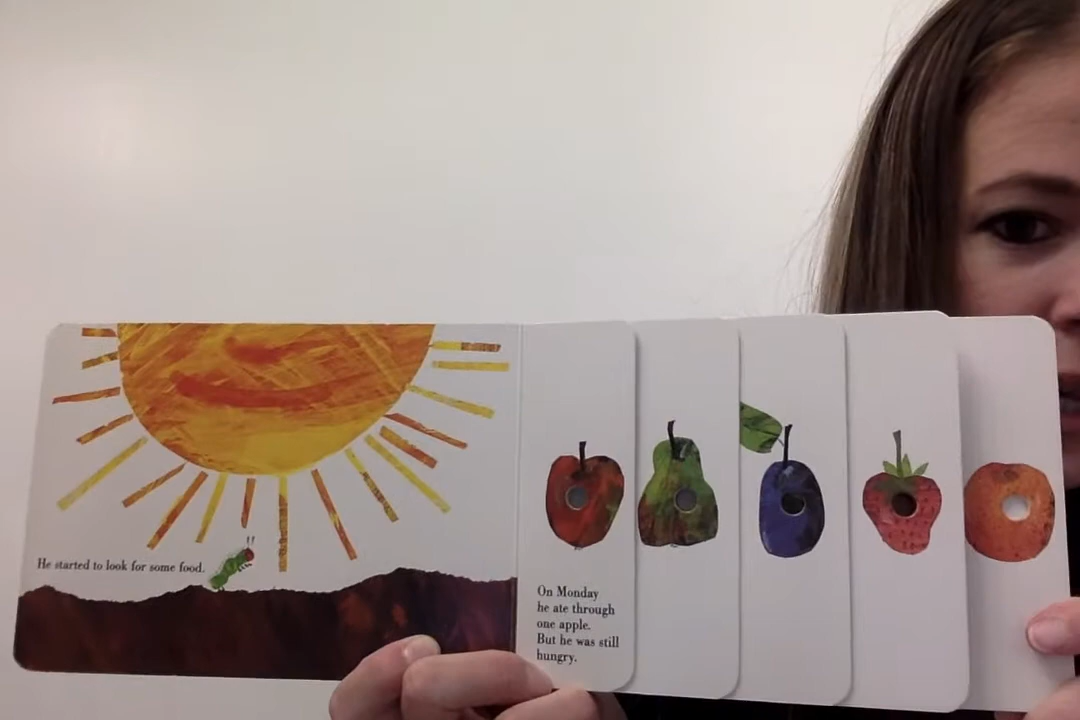 He started to look for some food.
On Monday
he ate through
one apple.
But he was still
hungry.